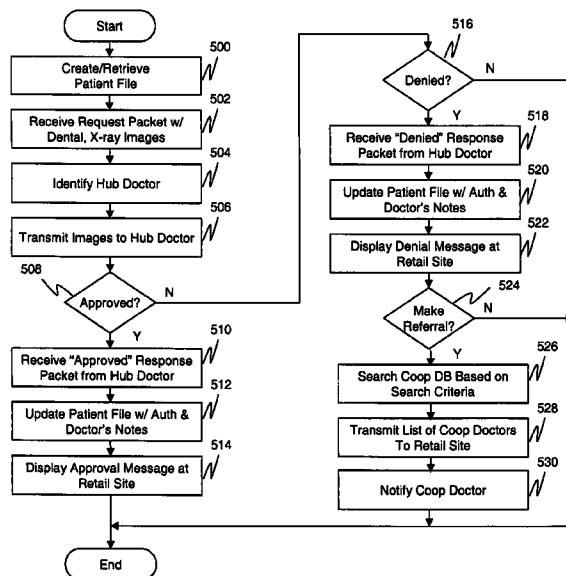 Start
500
Create/Retrieve
Patient File
502
Receive Request Packet w/
Dental, X-ray Images
504
Identify Hub Doctor
506
Transmit Images to Hub Doctor
508
Approved?
N
Y
510
Receive "Approved" Response
Packet from Hub Doctor
512
Update Patient File w/ Auth &
Doctor's Notes
514
Display Approval Message at
Retail Site
End
516
Denied?
N
Y
518
Receive "Denied" Response
Packet from Hub Doctor
520
Update Patient File w/ Auth &
Doctor's Notes
522
Display Denial Message at
Retail Site
524
Make
Referral?
N
Y
526
Search Coop DB Based on
Search Criteria
528
Transmit List of Coop Doctors
To Retail Site
530
Notify Coop Doctor